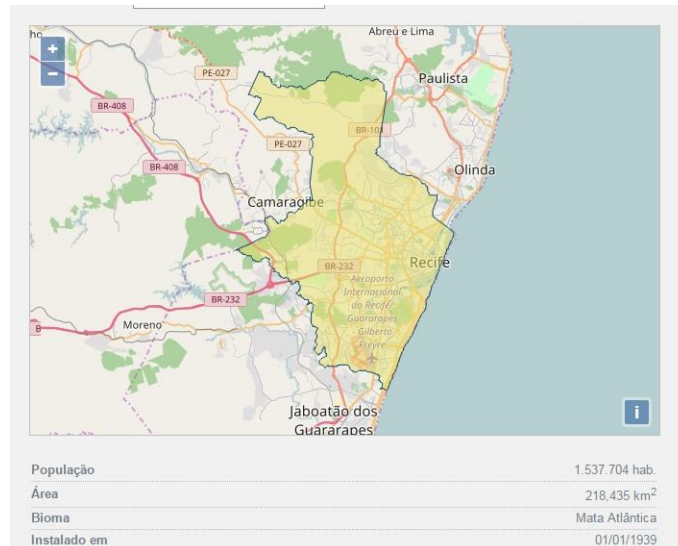 Abreu e Lima
+
-
PE-027
Paulista
BR-408
BR-101
PE-027
BR-408
Olinda
Camaragibe
Recife
BR-232
Aeroporto
Internacional
do Recife/
Guararapes
- Gilberto
Freyre
BR-232
Moreno
B
Jaboatão dos
Guararapes
i
População 1.537.704 hab.
Área 218,435 km²
Bioma Mata Atlântica
Instalado em 01/01/1939